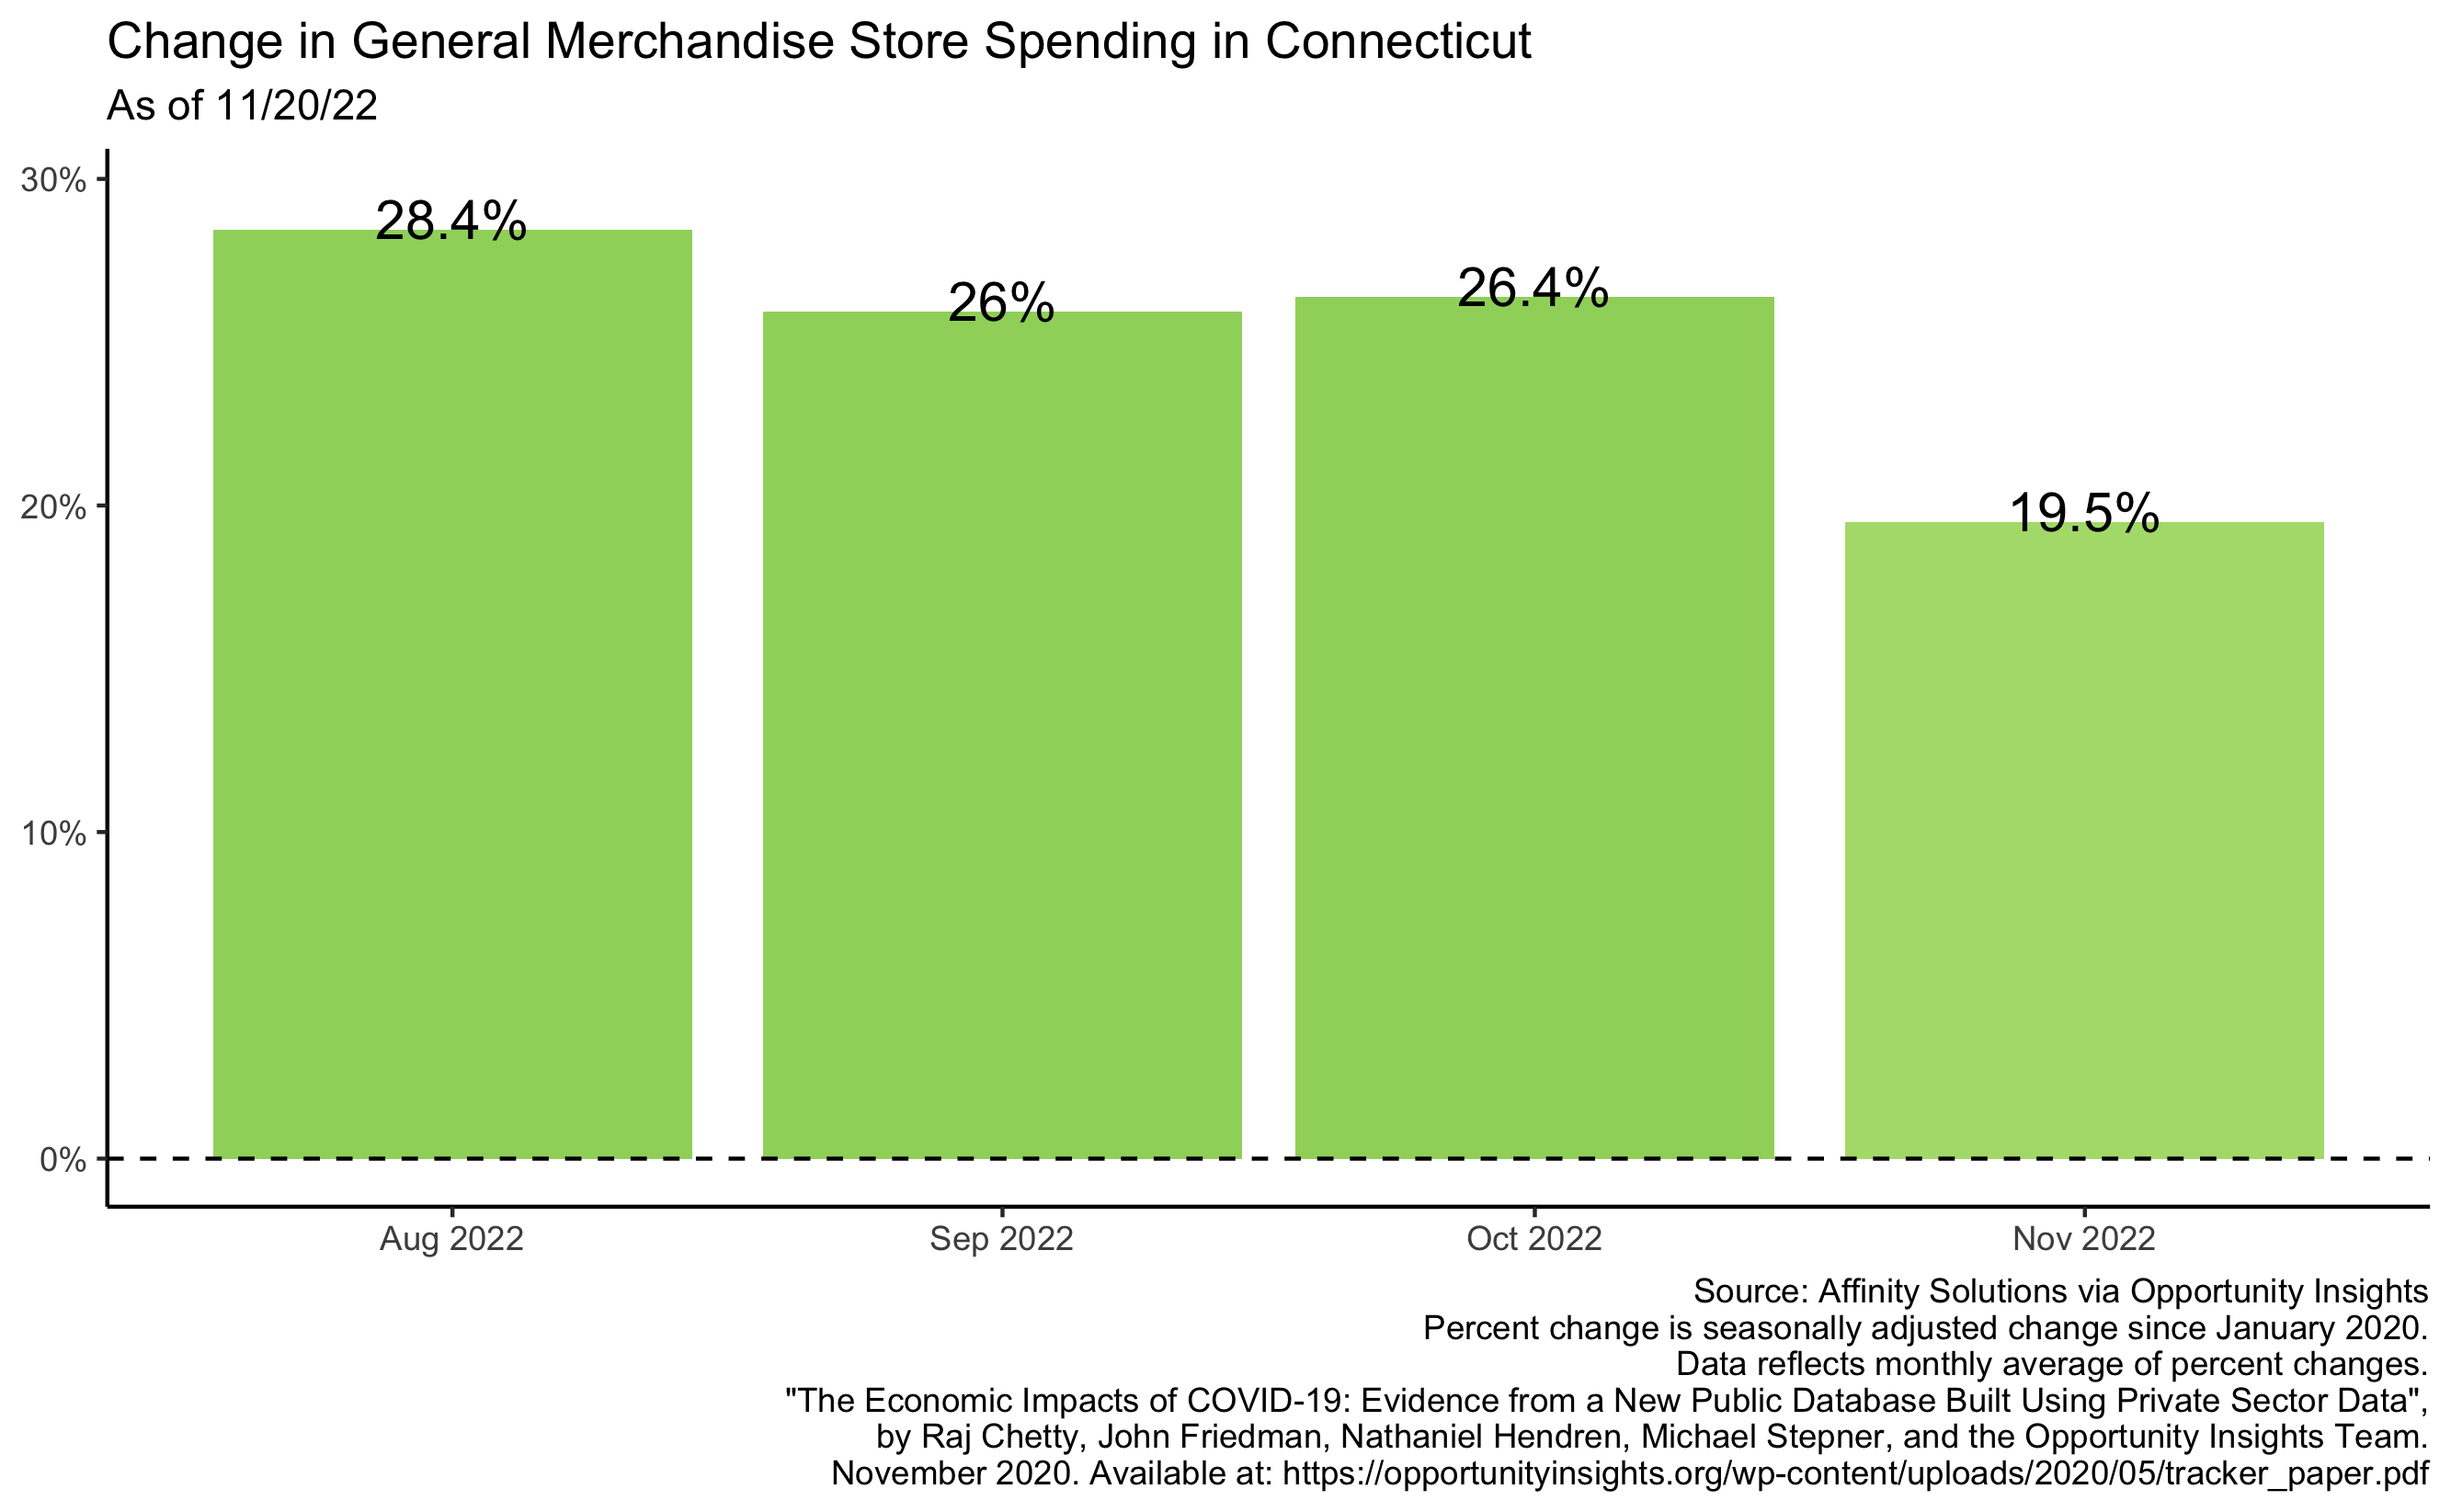 Change in General Merchandise Store Spending in Connecticut
As of 11/20/22
30%
28.4%
26%
26.4%
20%
19.5%
10%
0%
Aug 2022
Sep 2022
Oct 2022
Nov 2022
Source: Affinity Solutions via Opportunity Insights
Percent change is seasonally adjusted change since January 2020.
Data reflects monthly average of percent changes.
"The Economic Impacts of COVID-19: Evidence from a New Public Database Built Using Private Sector Data",
by Raj Chetty, John Friedman, Nathaniel Hendren, Michael Stepner, and the Opportunity Insights Team.
November 2020. Available at: https://opportunityinsights.org/wp-content/uploads/2020/05/tracker_paper.pdf